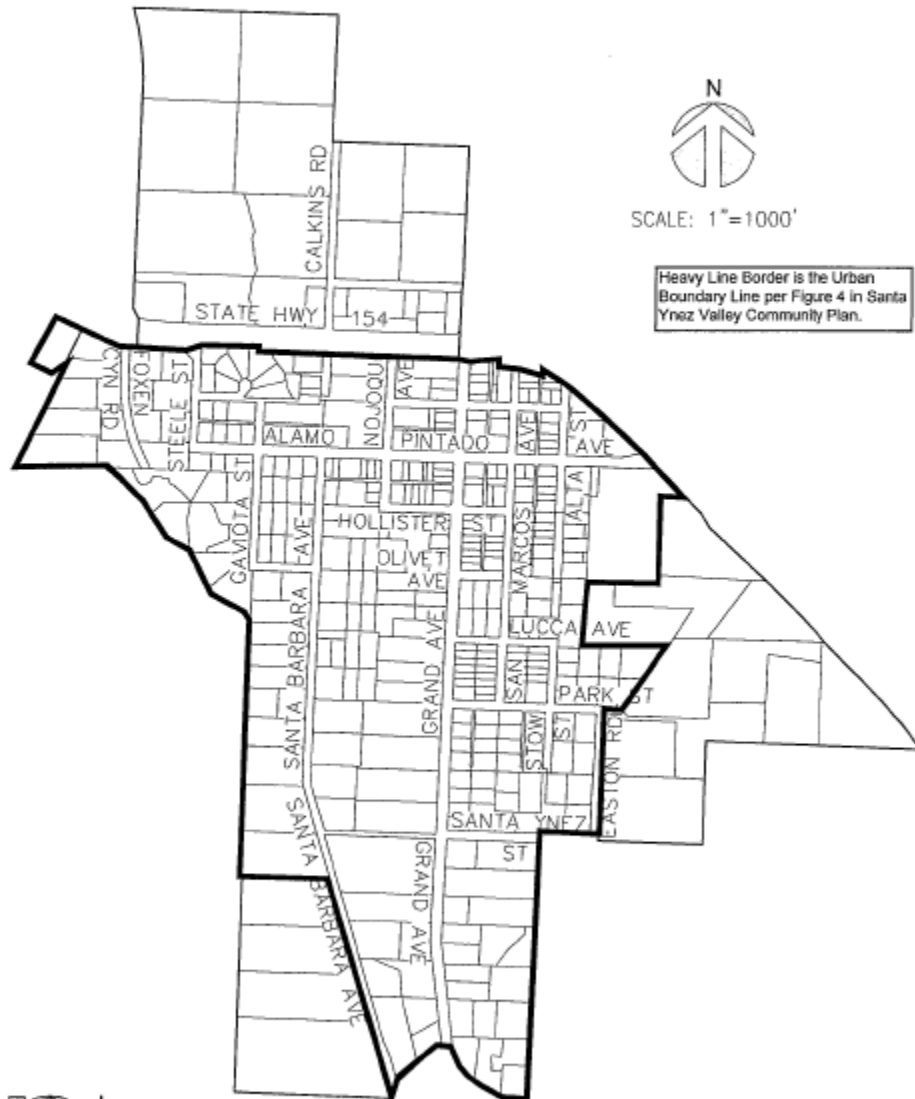 N
SCALE: 1"=1000'
Heavy Line Border is the Urban
Boundary Line per Figure 4 in Santa
Ynez Valley Community Plan.
CALKINS RD
STATE HWY 154
FOXEN
CYN RD
STEELE ST
NOJOQUI
AVE
ALAMO PINTADO AVE
ALTA ST
GAVIOTA ST
HOLLISTER ST
OLIVET
AVE
SAN MARCOS AVE
SANTA BARBARA AVE
GRAND AVE
LUCCA AVE
PARK ST
STOW
ST
EASTON RD
SANTA YNEZ
ST
SANTA BARBARA AVE
GRAND AVE